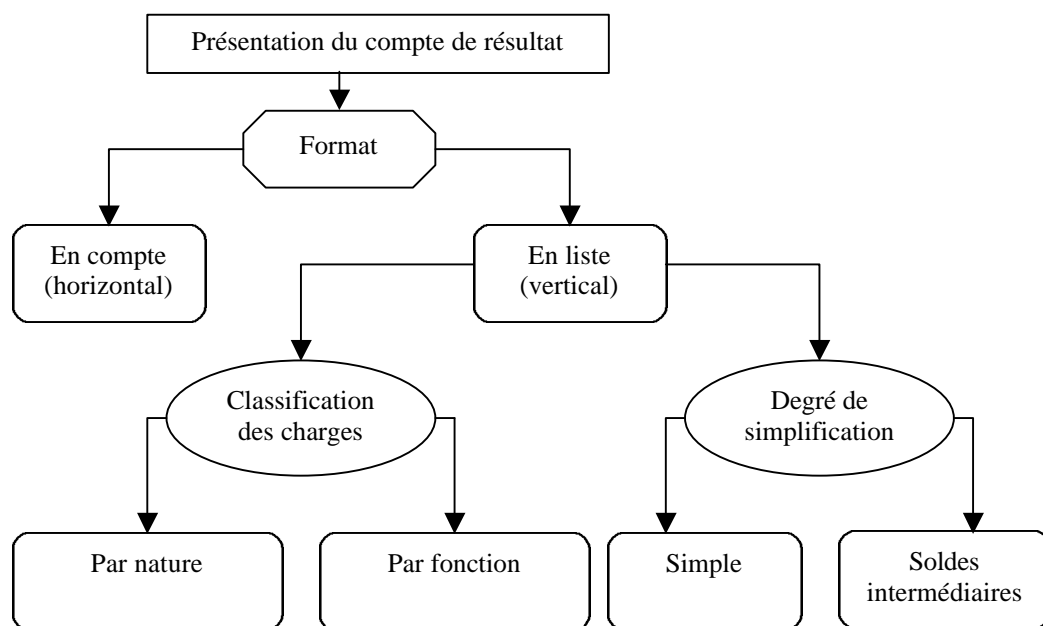 Présentation du compte de résultat
Format
En compte
(horizontal)
En liste
(vertical)
Classification
des charges
Degré de
simplification
Par nature
Par fonction
Simple
Soldes
intermédiaires